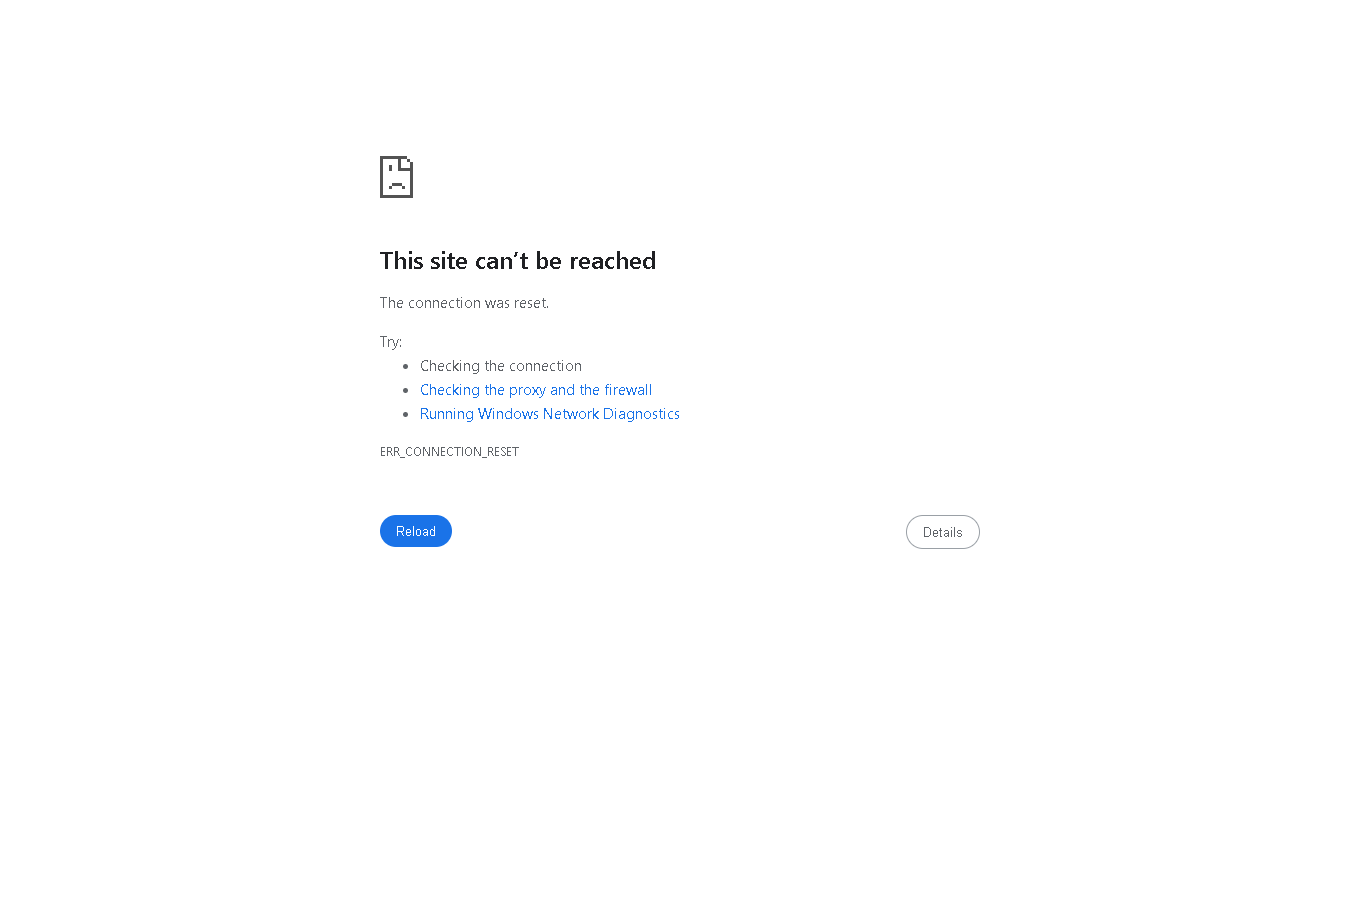 This site can’t be reached
The connection was reset.
Try:
Checking the connection
Checking the proxy and the firewall
Running Windows Network Diagnostics
ERR_CONNECTION_RESET
Reload
Details